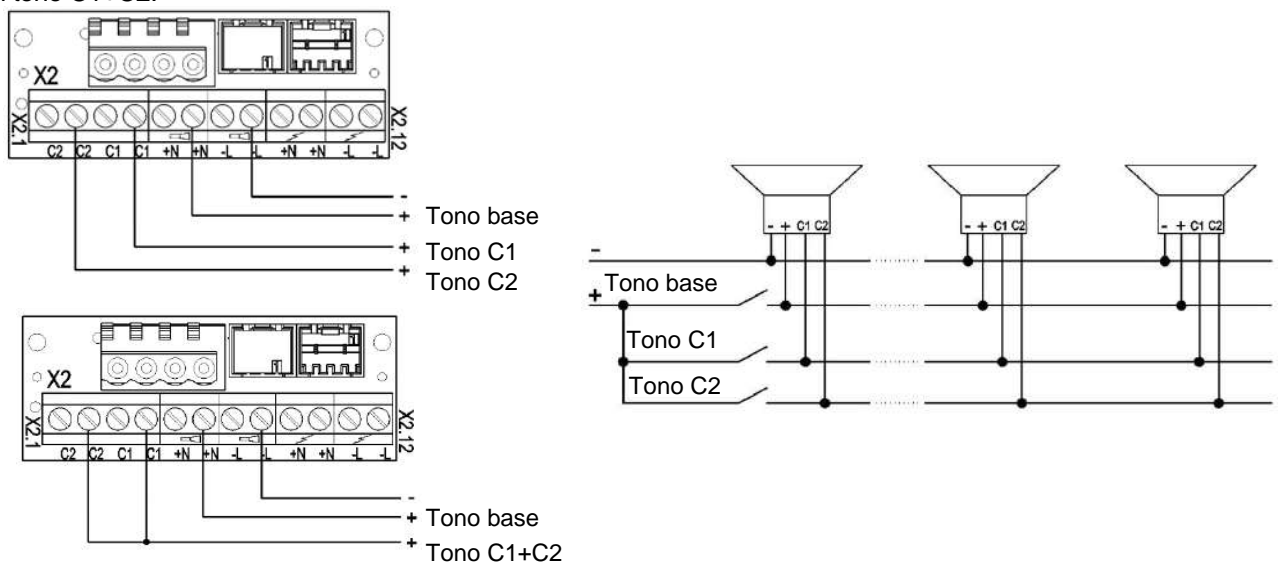 X2
X2.1
X2.12
C2 C2 C1 C1 +N +N -L -L +N +N -L -L
-
+ Tono base
+ Tono C1
+ Tono C2
X2
X2.1
X2.12
C2 C2 C1 C1 +N +N -L -L +N +N -L -L
-
+ Tono base
+ Tono C1+C2
- + C1 C2
- + C1 C2
- + C1 C2
-
+ Tono base
Tono C1
Tono C2